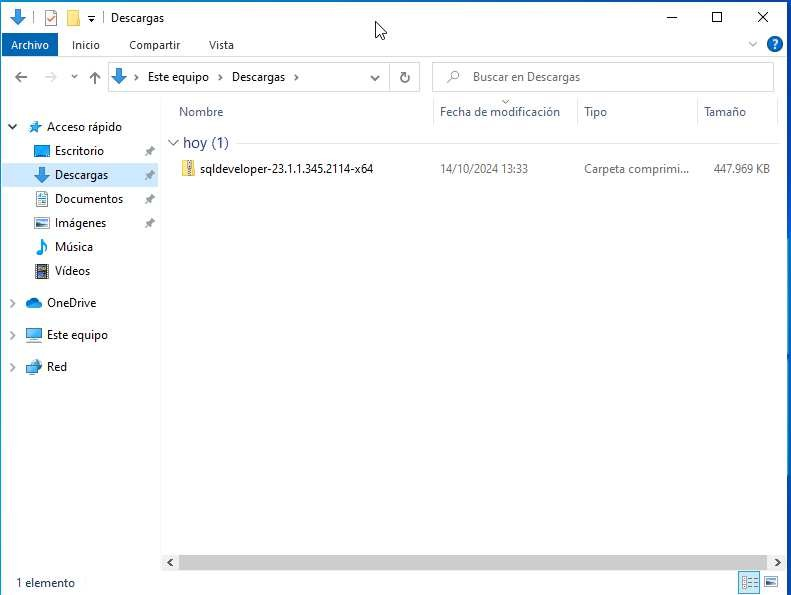 Descargas
Archivo Inicio Compartir Vista
Este equipo Descargas Buscar en Descargas
Nombre Fecha de modificación Tipo Tamaño
hoy (1)
sqldeveloper-23.1.1.345.2114-x64 14/10/2024 13:33 Carpeta comprimi... 447.969 KB
Acceso rápido
Escritorio
Descargas
Documentos
Imágenes
Música
Vídeos
OneDrive
Este equipo
Red
1 elemento